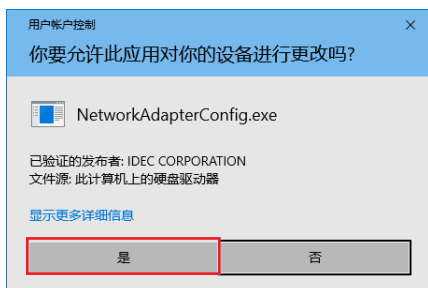 用户帐户控制
你要允许此应用对你的设备进行更改吗?
NetworkAdapterConfig.exe
已验证的发布者: IDEC CORPORATION
文件源: 此计算机上的硬盘驱动器
显示更多详细信息
是
否